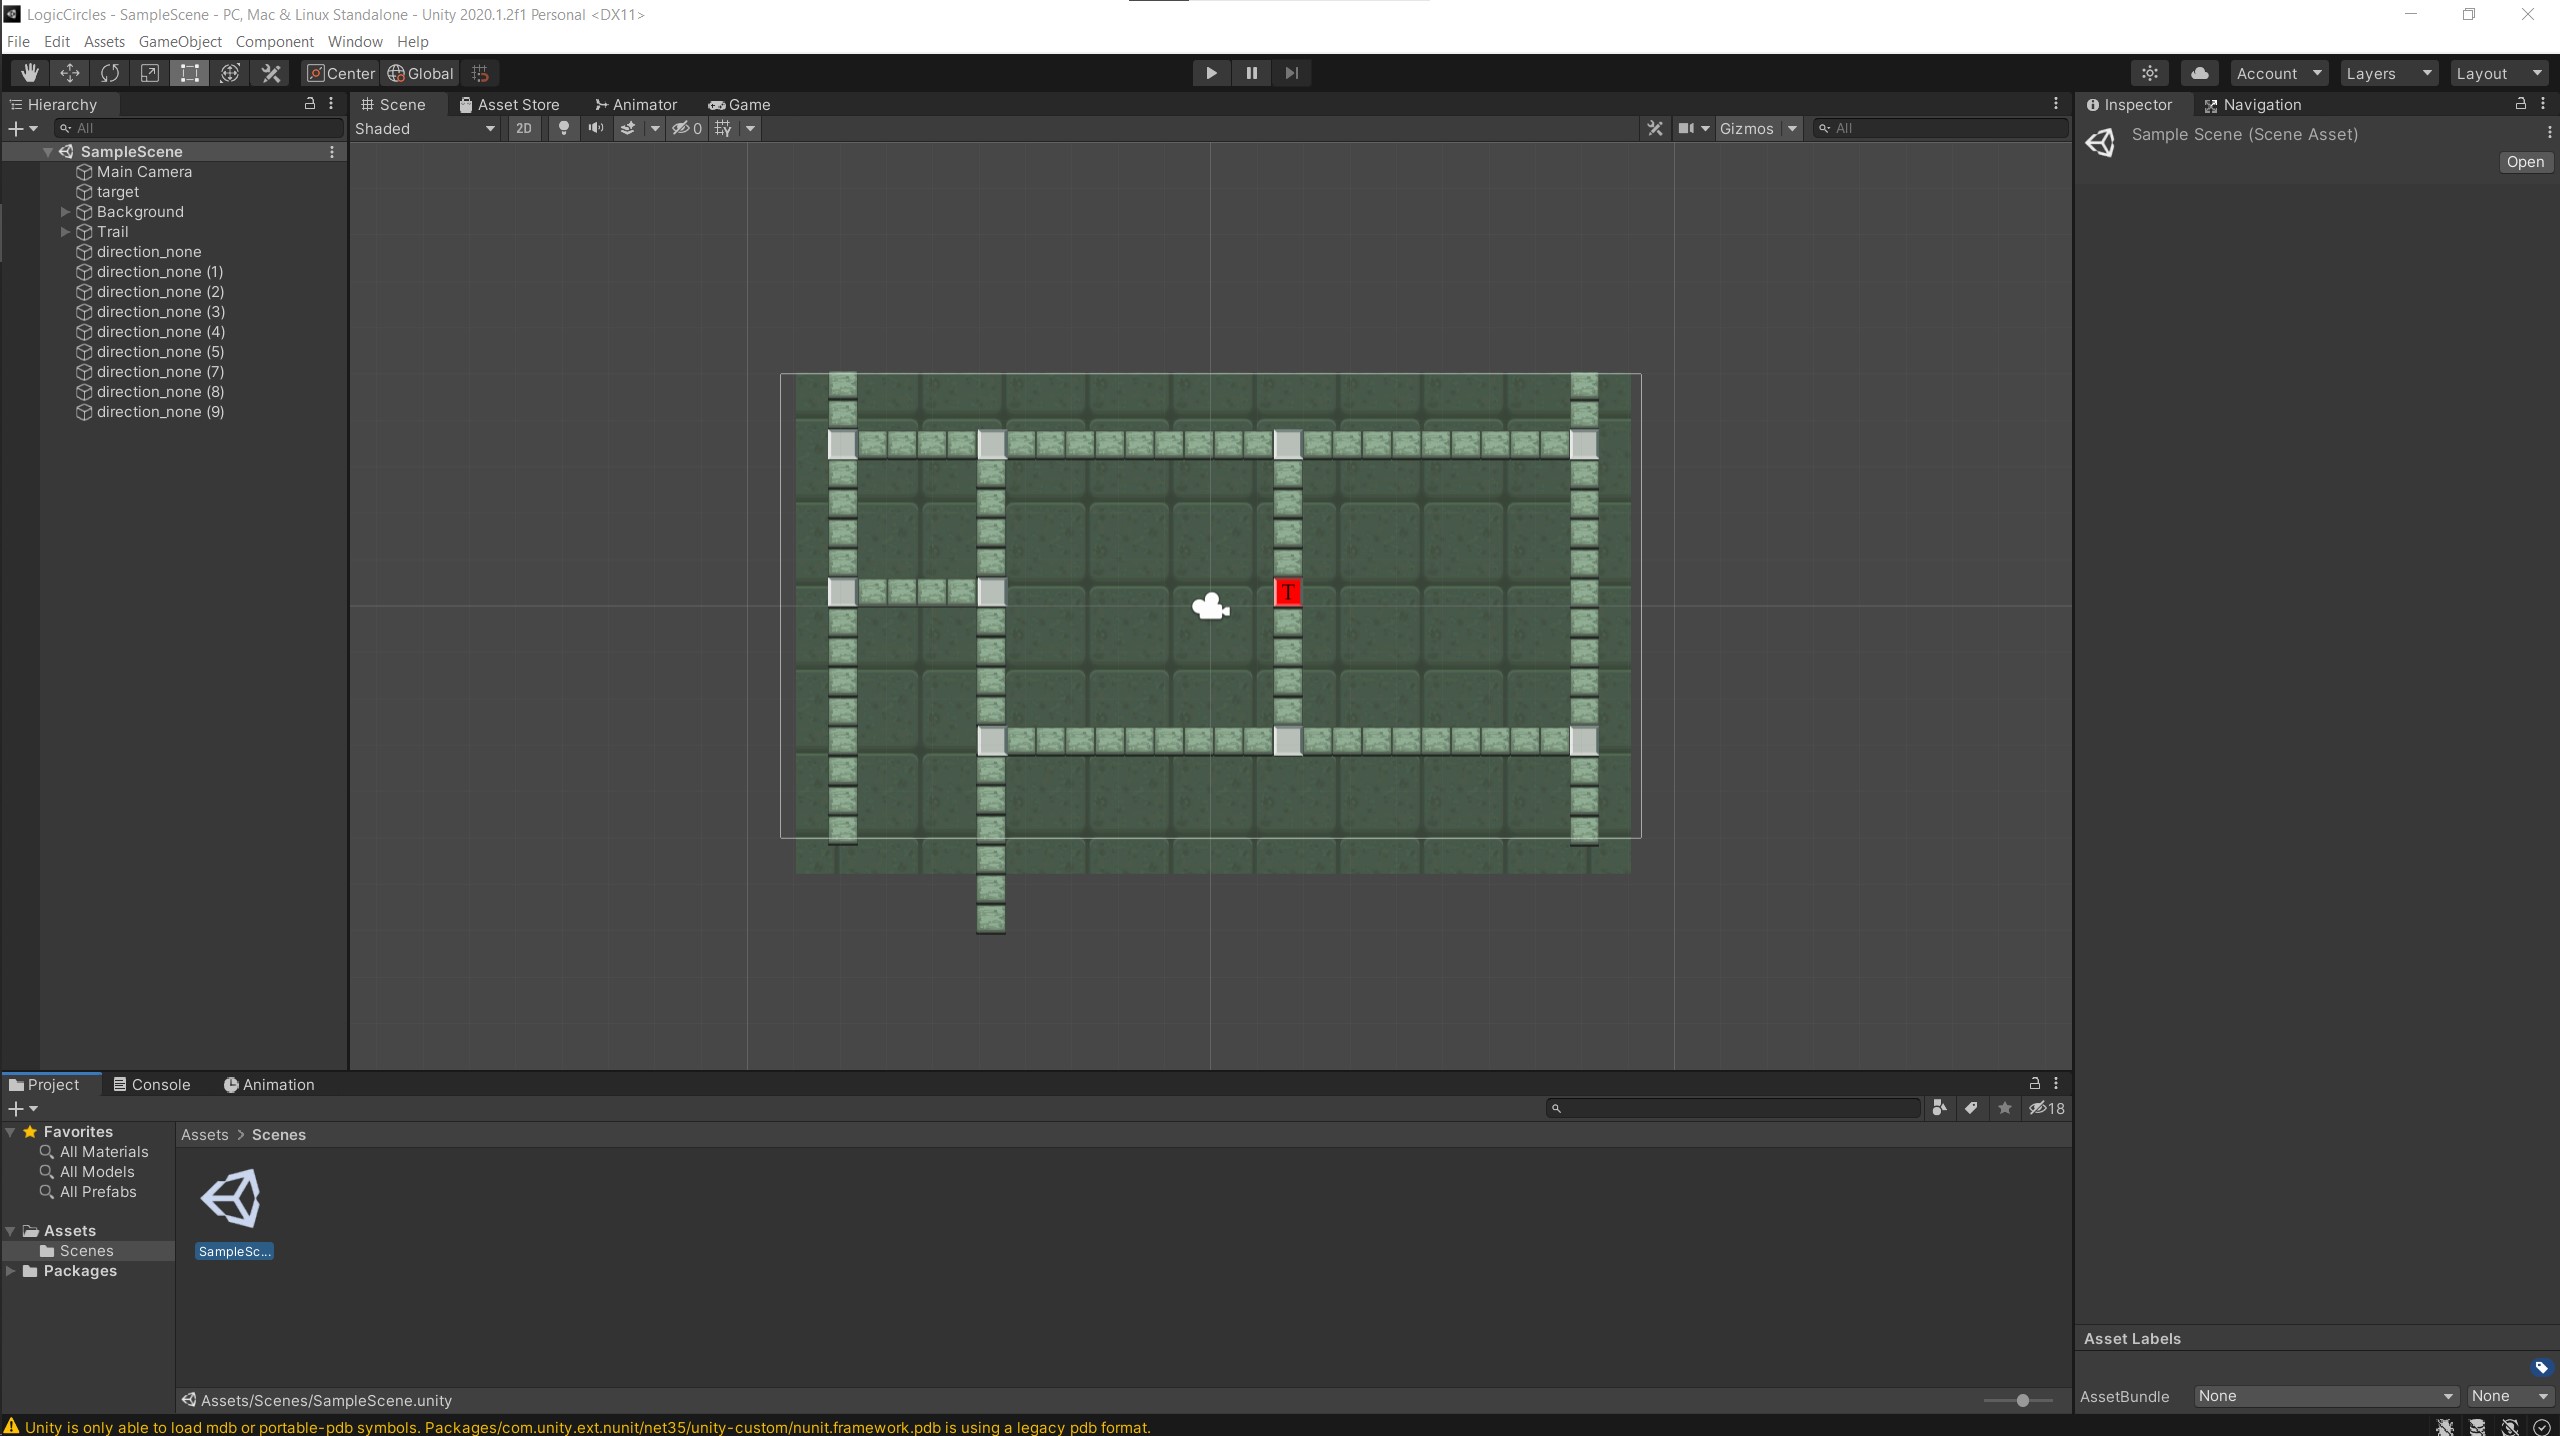 LogicCircles - SampleScene - PC, Mac & Linux Standalone - Unity 2020.1.2f1 Personal <DX11>
File Edit Assets GameObject Component Window Help
Center Global
Account Layers Layout
Hierarchy
All
SampleScene
Main Camera
target
Background
Trail
direction_none
direction_none (1)
direction_none (2)
direction_none (3)
direction_none (4)
direction_none (5)
direction_none (7)
direction_none (8)
direction_none (9)
Scene Asset Store Animator Game
Shaded 2D 0 Gizmos All
T
Inspector Navigation
Sample Scene (Scene Asset)
Open
Project Console Animation
18
Favorites
All Materials
All Models
All Prefabs
Assets
Scenes
Packages
Assets > Scenes
SampleSc...
Assets/Scenes/SampleScene.unity
Asset Labels
AssetBundle None None
Unity is only able to load mdb or portable-pdb symbols. Packages/com.unity.ext.nunit/net35/unity-custom/nunit.framework.pdb is using a legacy pdb format.